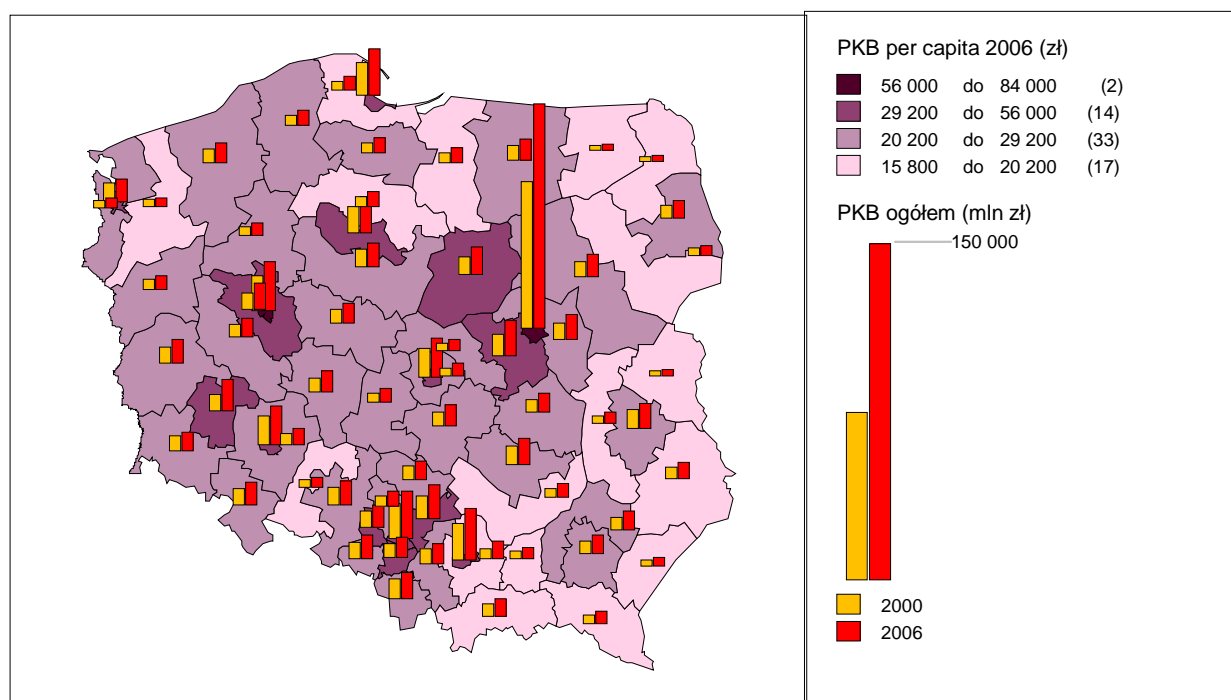 PKB per capita 2006 (zł)
56 000 do 84 000 (2)
29 200 do 56 000 (14)
20 200 do 29 200 (33)
15 800 do 20 200 (17)
PKB ogółem (mln zł)
150 000
2000
2006